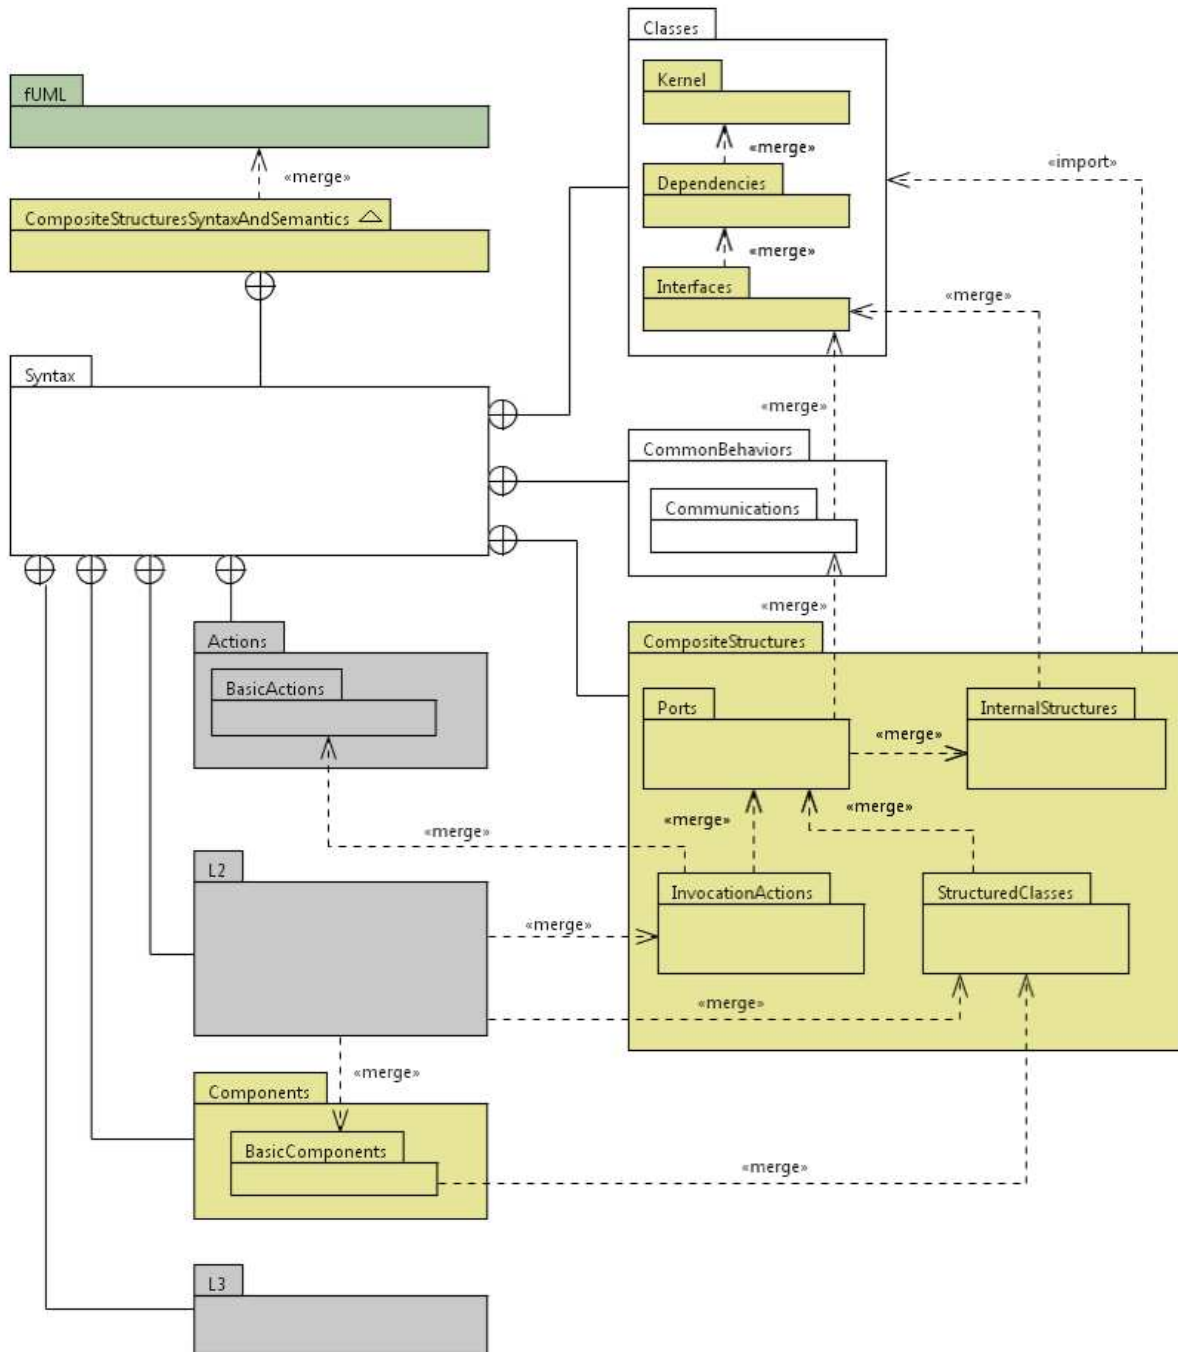 Classes
Kernel
fUML
«merge»
«import»
«merge»
Dependencies
CompositeStructuresSyntaxAndSemantics
«merge»
Interfaces
«merge»
Syntax
«merge»
CommonBehaviors
Communications
«merge»
Actions
CompositeStructures
BasicActions
Ports
InternalStructures
«merge»
«merge»
«merge»
«merge»
L2
InvocationActions
StructuredClasses
«merge»
«merge»
«merge»
Components
BasicComponents
«merge»
L3